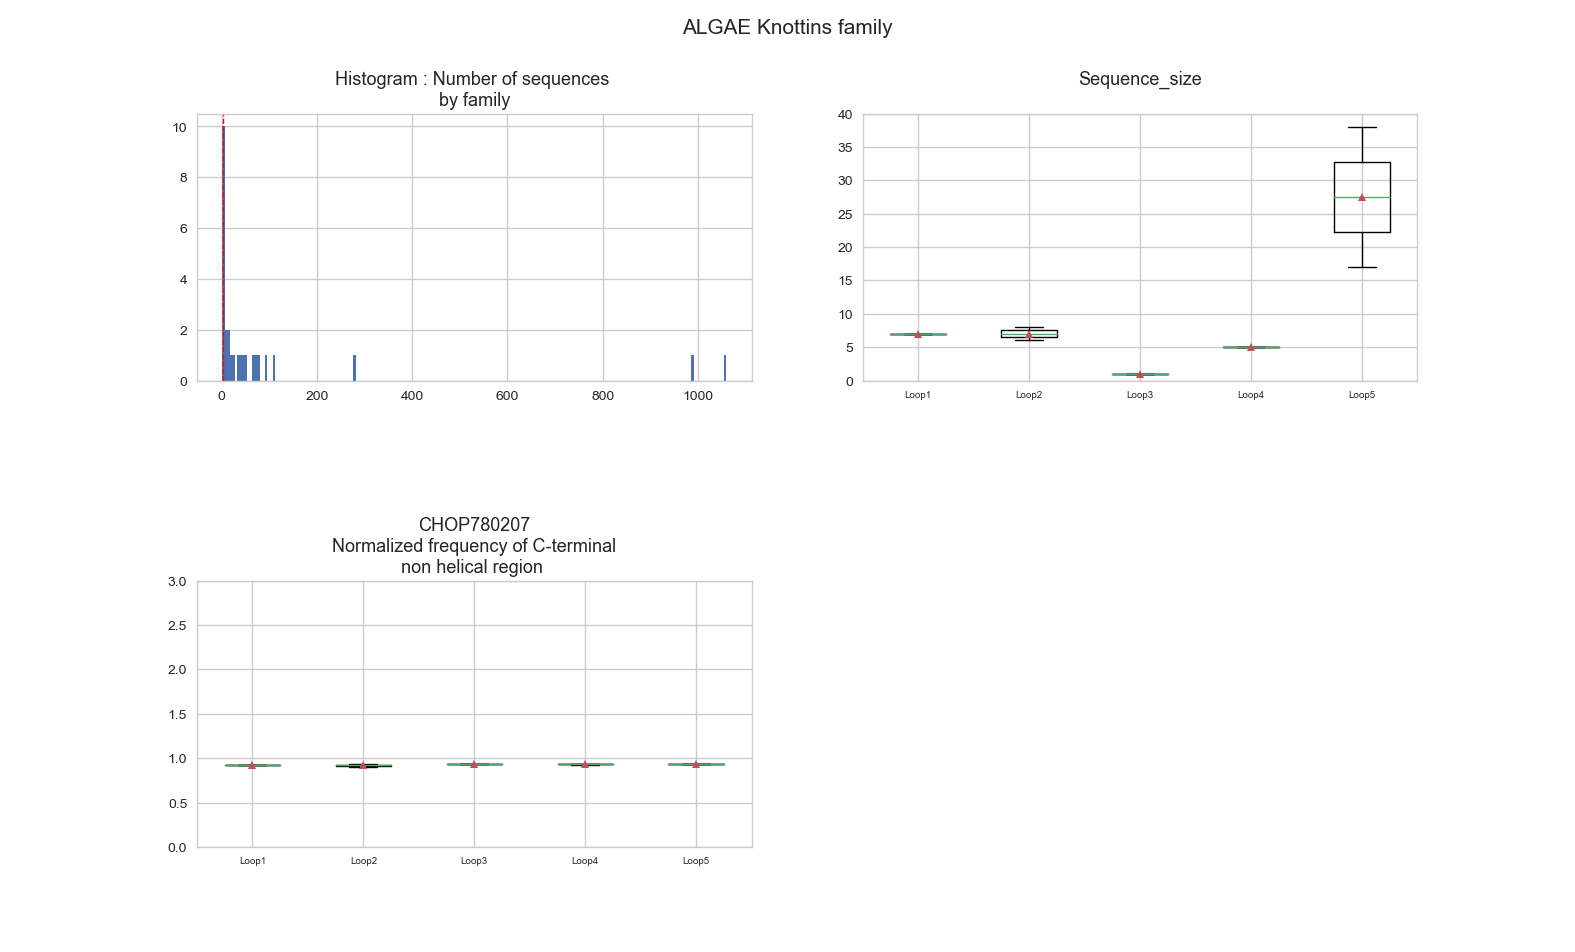 ALGAE Knottins family
Histogram : Number of sequences
by family
10
8
6
4
2
0
0 200 400 600 800 1000
Sequence_size
40
35
30
25
20
15
10
5
0
Loop1 Loop2 Loop3 Loop4 Loop5
CHOP780207
Normalized frequency of C-terminal
non helical region
3.0
2.5
2.0
1.5
1.0
0.5
0.0
Loop1 Loop2 Loop3 Loop4 Loop5